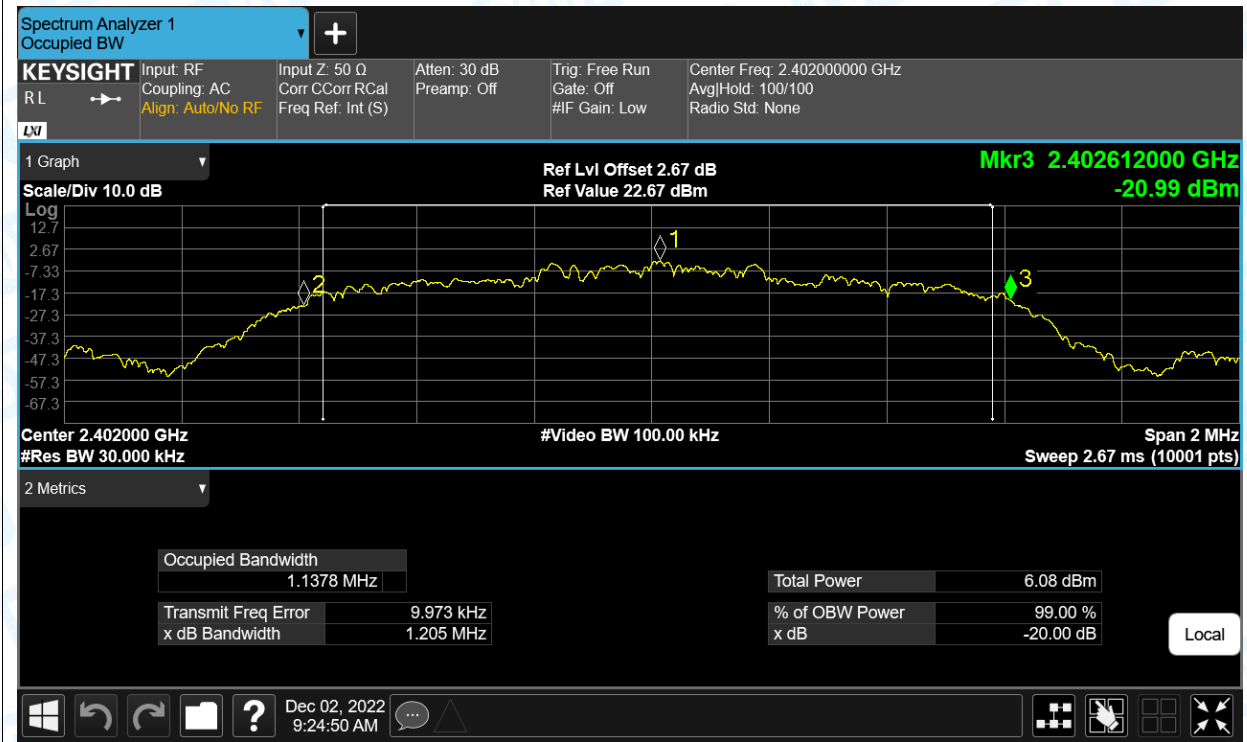 Spectrum Analyzer 1
Occupied BW
+
KEYSIGHT
R L
LXI
Input: RF
Coupling: AC
Align: Auto/No RF
Input Z: 50 Ω
Corr CCorr RCal
Freq Ref: Int (S)
Atten: 30 dB
Preamp: Off
Trig: Free Run
Gate: Off
#IF Gain: Low
Center Freq: 2.402000000 GHz
Avg|Hold: 100/100
Radio Std: None
1 Graph
Scale/Div 10.0 dB
Ref Lvl Offset 2.67 dB
Ref Value 22.67 dBm
Mkr3 2.402612000 GHz
-20.99 dBm
Log
12.7
2.67
-7.33
-17.3
-27.3
-37.3
-47.3
-57.3
-67.3
1
2
3
Center 2.402000 GHz
#Res BW 30.000 kHz
#Video BW 100.00 kHz
Span 2 MHz
Sweep 2.67 ms (10001 pts)
2 Metrics
Occupied Bandwidth
1.1378 MHz
Transmit Freq Error 9.973 kHz
x dB Bandwidth 1.205 MHz
Total Power 6.08 dBm
% of OBW Power 99.00 %
x dB -20.00 dB
Local
?
Dec 02, 2022
9:24:50 AM